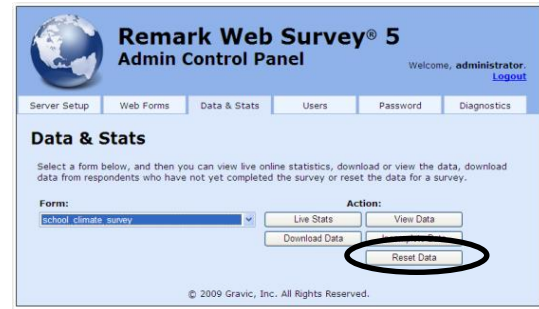 Remark Web Survey® 5
Admin Control Panel
Welcome, administrator.
Logout
Server Setup Web Forms Data & Stats Users Password Diagnostics
Data & Stats
Select a form below, and then you can view live online statistics, download or view the data, download
data from respondents who have not yet completed the survey or reset the data for a survey.
Form: Action:
school climate survey Live Stats View Data
Download Data
Reset Data
© 2009 Gravic, Inc. All Rights Reserved.